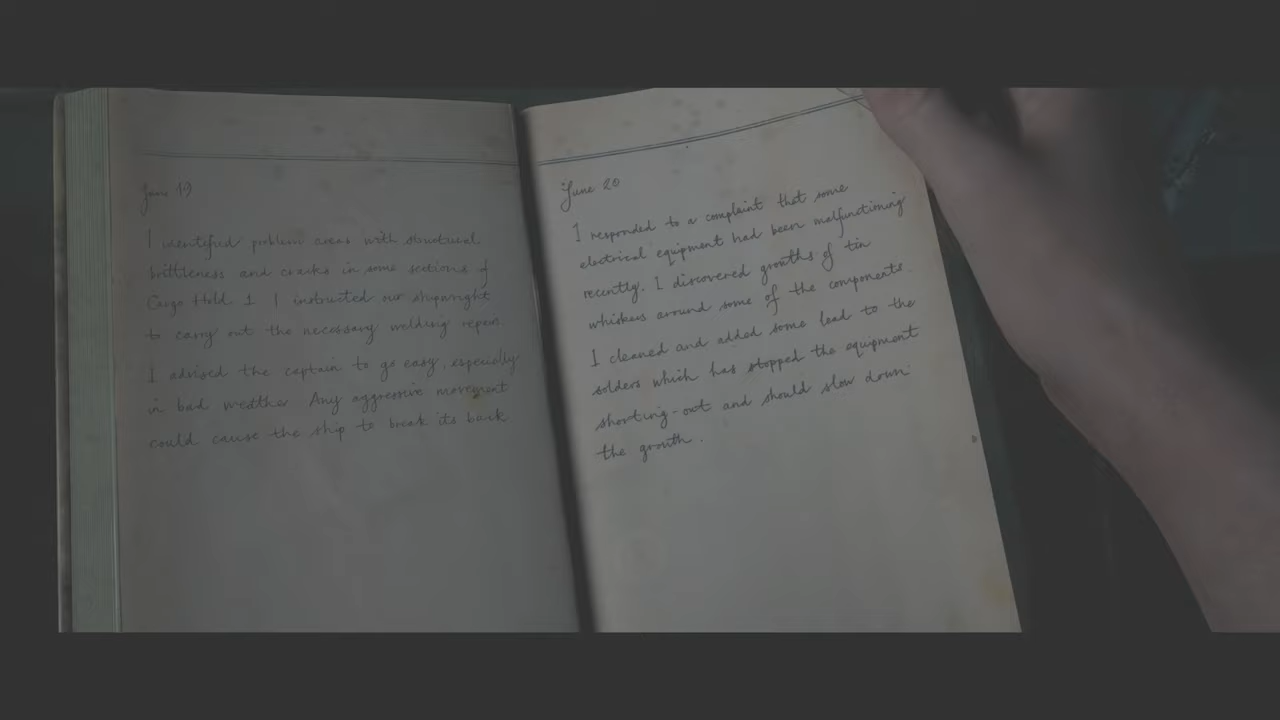 June 19
I identified problem areas with structural
brittleness and cracks in some sections of
Cargo Hold 1. I instructed our shipwright
to carry out the necessary welding repairs.
I advised the captain to go easy, especially
in bad weather. Any aggressive movement
could cause the ship to break its back
June 20
I responded to a complaint that some
electrical equipment had been malfunctioning
recently. I discovered growths of tin
whiskers around some of the components.
I cleaned and added some lead to the
solders which has stopped the equipment
shorting-out and should slow down
the growth.